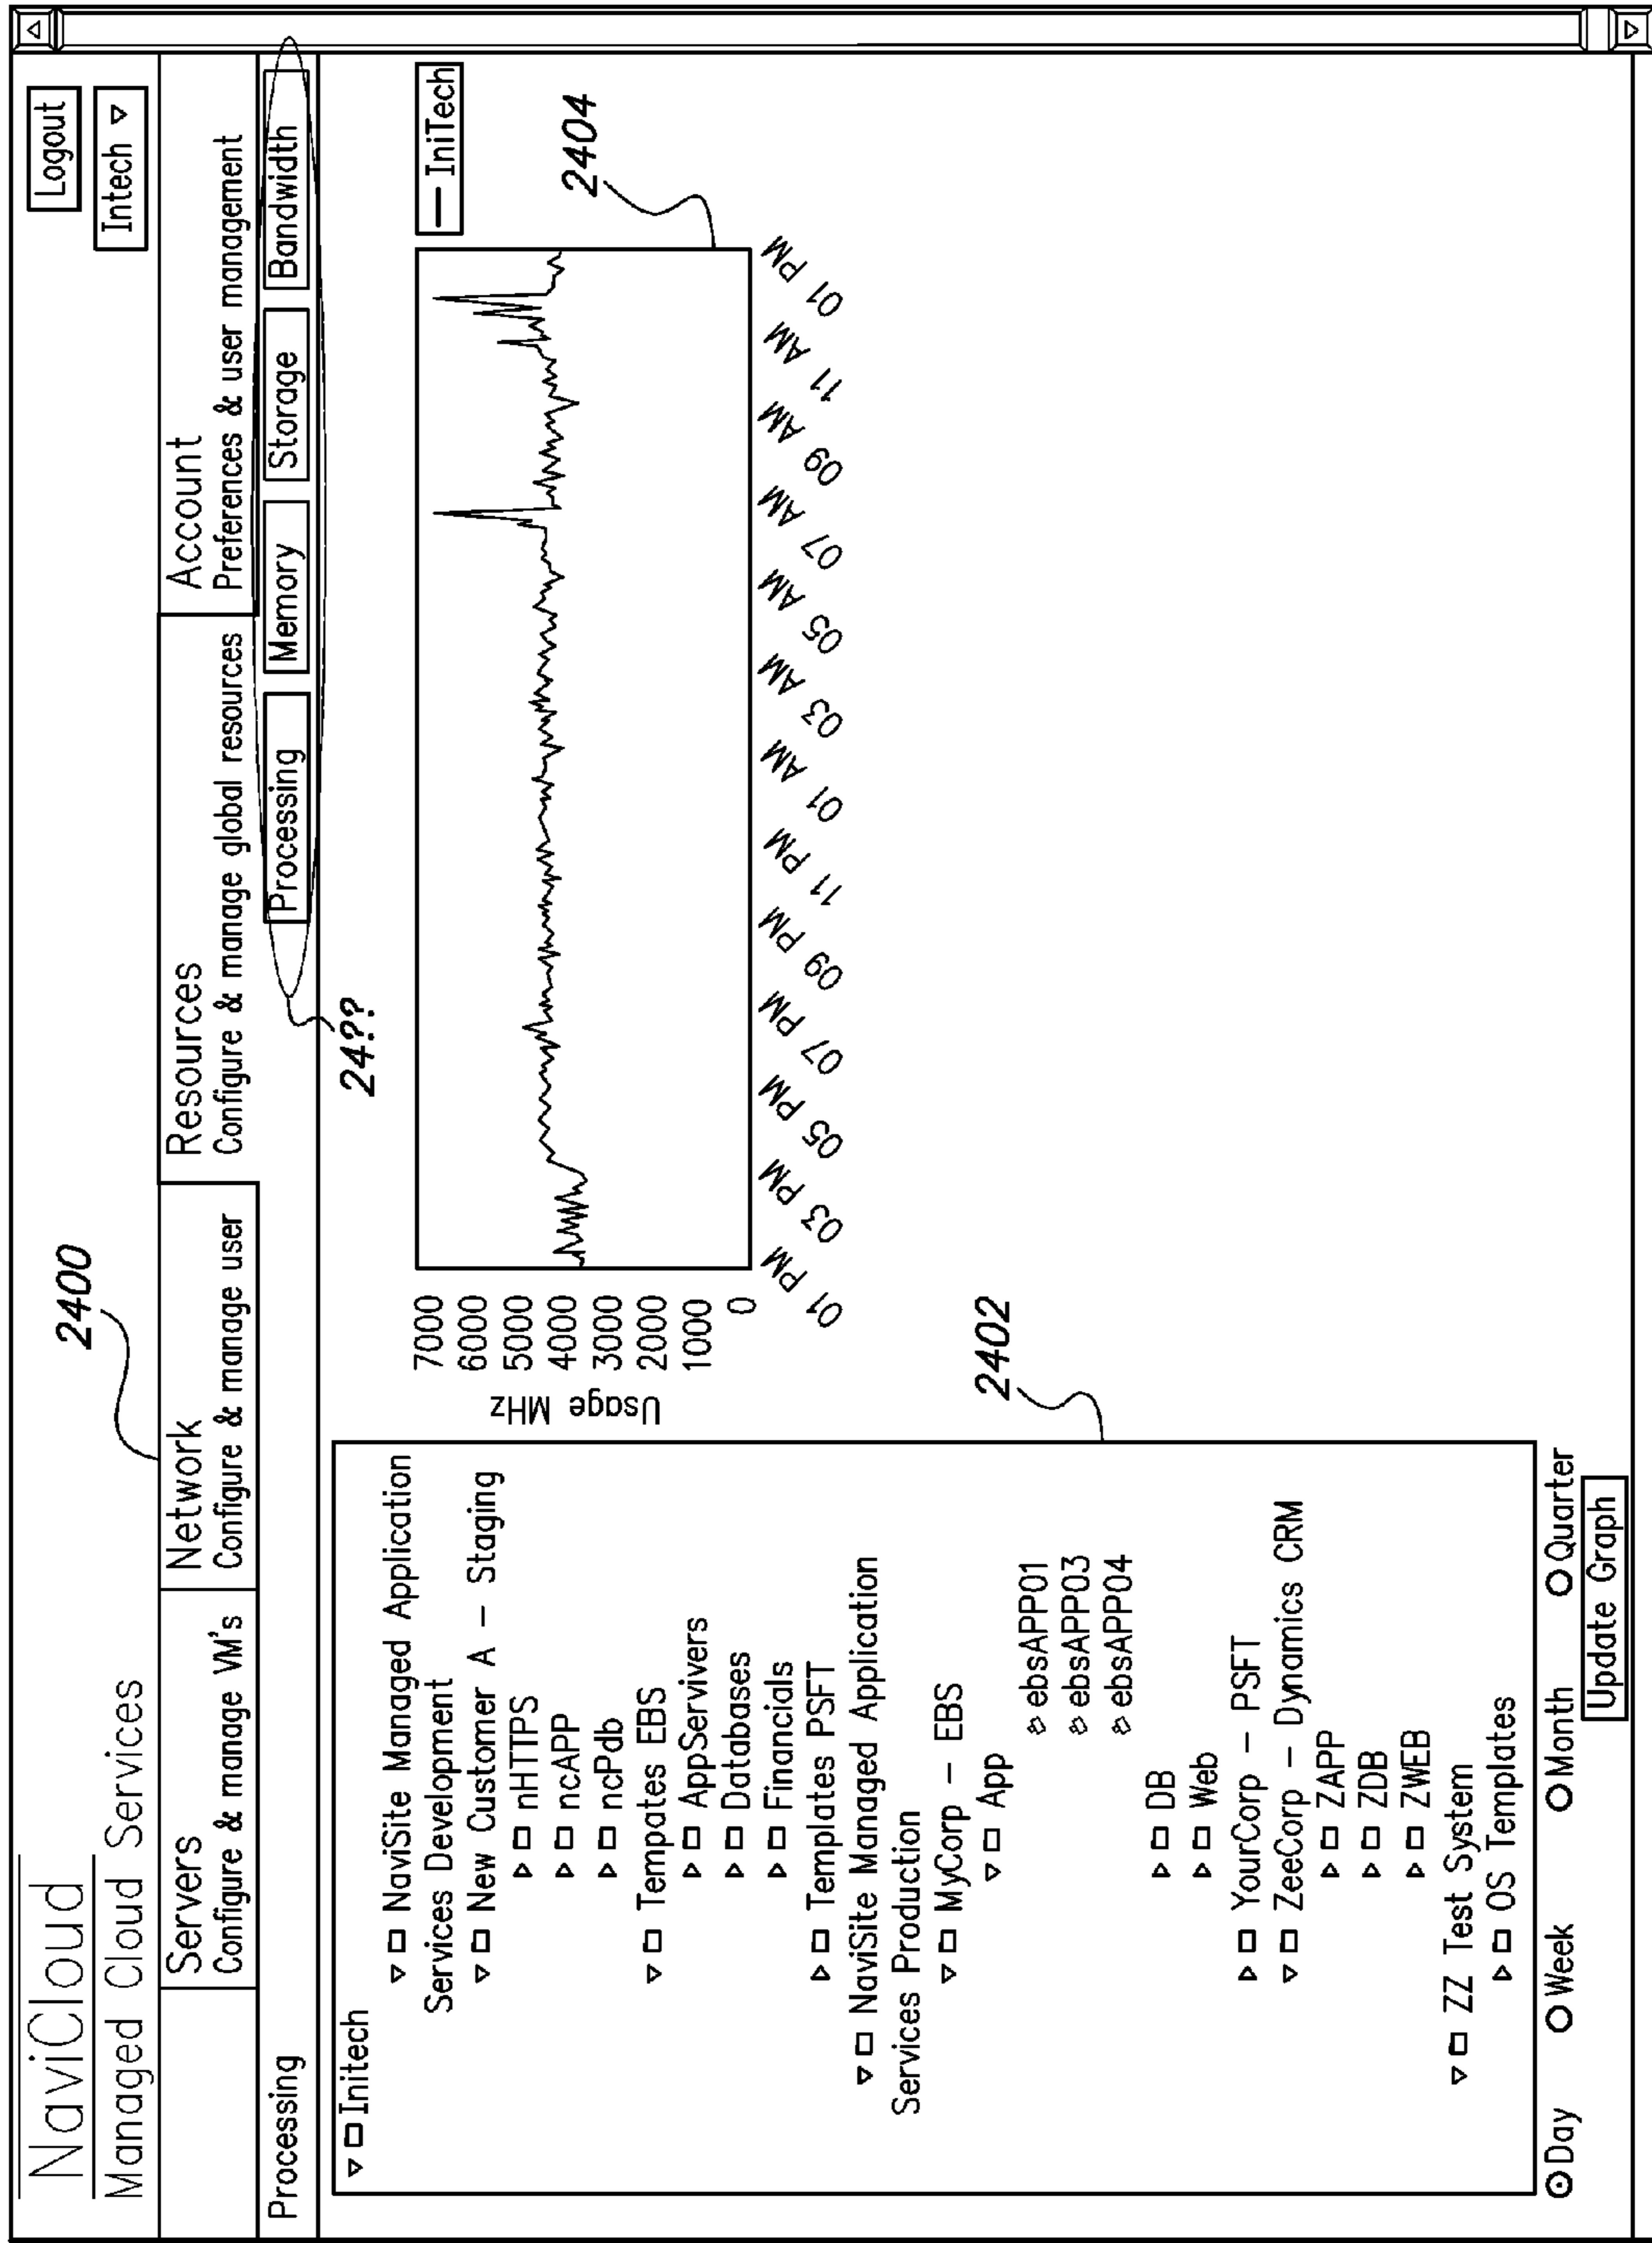 NaviCloud
Managed Cloud Services
Logout
Intech
2400
Servers
Configure & manage VM's
Network
Configure & manage user
Resources
Configure & manage global resources
Account
Preferences & user management
Processing
Processing Memory Storage Bandwidth
24??
Initech
NaviSite Managed Application
Services Development
New Customer A - Staging
nHTTPS
ncAPP
ncPdb
Tempates EBS
AppServivers
Databases
Financials
Templates PSFT
NaviSite Managed Application
Services Production
MyCorp - EBS
App
ebsAPP01
ebsAPP03
ebsAPP04
DB
Web
YourCorp - PSFT
ZeeCorp - Dynamics CRM
ZAPP
ZDB
ZWEB
ZZ Test System
OS Templates
2402
Day Week Month Quarter
Update Graph
Usage MHz
7000
6000
5000
4000
3000
2000
1000
0
01 PM 03 PM 05 PM 07 PM 09 PM 11 PM 01 AM 03 AM 05 AM 07 AM 09 AM 11 AM 01 PM
IniTech
2404